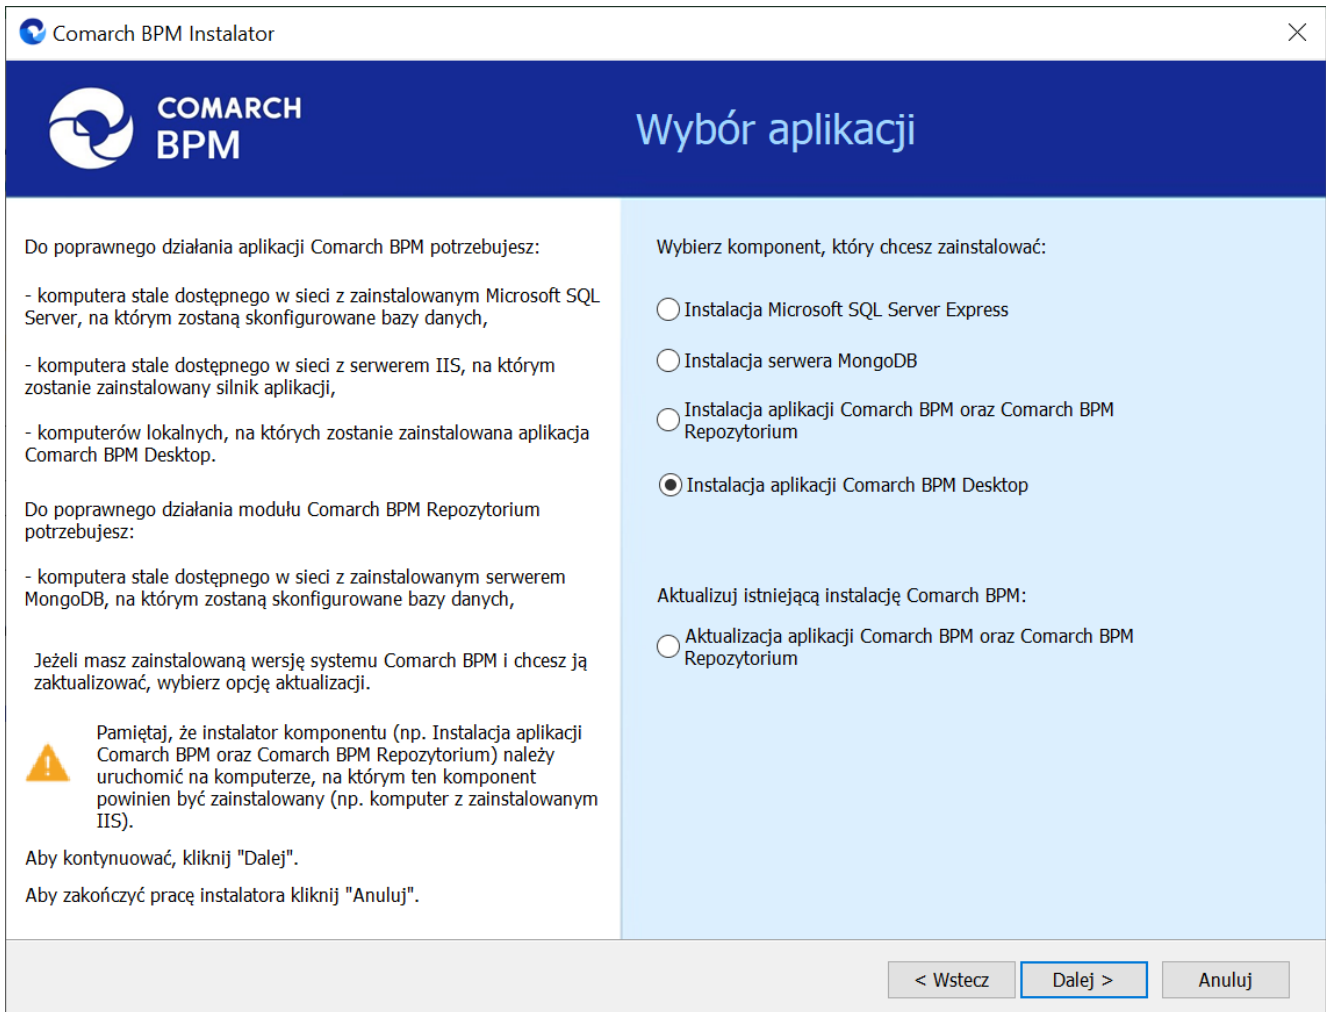 Comarch BPM Instalator
COMARCH
BPM
Wybór aplikacji
Do poprawnego działania aplikacji Comarch BPM potrzebujesz:
- komputera stale dostępnego w sieci z zainstalowanym Microsoft SQL
Server, na którym zostaną skonfigurowane bazy danych,
- komputera stale dostępnego w sieci z serwerem IIS, na którym
zostanie zainstalowany silnik aplikacji,
- komputerów lokalnych, na których zostanie zainstalowana aplikacja
Comarch BPM Desktop.
Do poprawnego działania modułu Comarch BPM Repozytorium
potrzebujesz:
- komputera stale dostępnego w sieci z zainstalowanym serwerem
MongoDB, na którym zostaną skonfigurowane bazy danych,
Jeżeli masz zainstalowaną wersję systemu Comarch BPM i chcesz ją
zaktualizować, wybierz opcję aktualizacji.
Pamiętaj, że instalator komponentu (np. Instalacja aplikacji
Comarch BPM oraz Comarch BPM Repozytorium) należy
uruchomić na komputerze, na którym ten komponent
powinien być zainstalowany (np. komputer z zainstalowanym
IIS).
Aby kontynuować, kliknij "Dalej".
Aby zakończyć pracę instalatora kliknij "Anuluj".
Wybierz komponent, który chcesz zainstalować:
Instalacja Microsoft SQL Server Express
Instalacja serwera MongoDB
Instalacja aplikacji Comarch BPM oraz Comarch BPM
Repozytorium
Instalacja aplikacji Comarch BPM Desktop
Aktualizuj istniejącą instalację Comarch BPM:
Aktualizacja aplikacji Comarch BPM oraz Comarch BPM
Repozytorium
< Wstecz
Dalej >
Anuluj